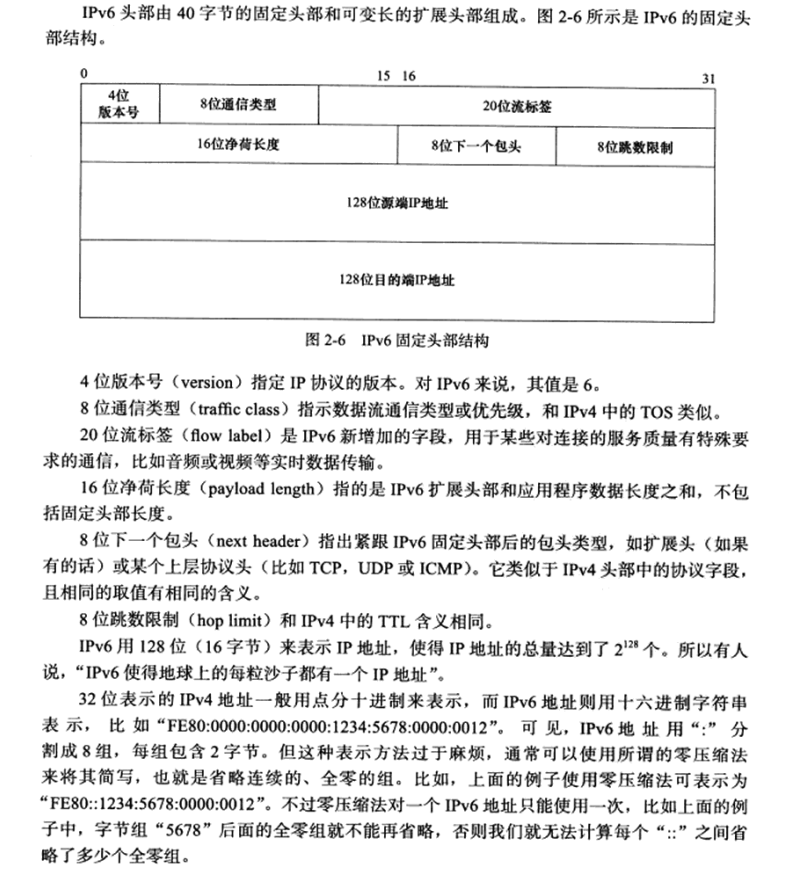 IPv6 头部由 40 字节的固定头部和可变长的扩展头部组成。图 2-6 所示是 IPv6 的固定头
部结构。
0 15 16 31
4位
版本号
8位通信类型
20位流标签
16位净荷长度
8位下一个包头
8位跳数限制
128位源端IP地址
128位目的端IP地址
图 2-6 IPv6 固定头部结构
4 位版本号（version）指定 IP 协议的版本。对 IPv6 来说，其值是 6。
8 位通信类型（traffic class）指示数据流通信类型或优先级，和 IPv4 中的 TOS 类似。
20 位流标签（flow label）是 IPv6 新增加的字段，用于某些对连接的服务质量有特殊要
求的通信，比如音频或视频等实时数据传输。
16 位净荷长度（payload length）指的是 IPv6 扩展头部和应用程序数据长度之和，不包
括固定头部长度。
8 位下一个包头（next header）指出紧跟 IPv6 固定头部后的包头类型，如扩展头（如果
有的话）或某个上层协议头（比如 TCP，UDP 或 ICMP）。它类似于 IPv4 头部中的协议字段，
且相同的取值有相同的含义。
8 位跳数限制（hop limit）和 IPv4 中的 TTL 含义相同。
IPv6 用 128 位（16 字节）来表示 IP 地址，使得 IP 地址的总量达到了 2¹²⁸ 个。所以有人
说，“IPv6 使得地球上的每粒沙子都有一个 IP 地址”。
32 位表示的 IPv4 地址一般用点分十进制来表示，而 IPv6 地址则用十六进制字符串
表示，比如“FE80:0000:0000:0000:1234:5678:0000:0012”。可见，IPv6 地址用“:”分
割成 8 组，每组包含 2 字节。但这种表示方法过于麻烦，通常可以使用所谓的零压缩法
来将其简写，也就是省略连续的、全零的组。比如，上面的例子使用零压缩法可表示为
“FE80::1234:5678:0000:0012”。不过零压缩法对一个 IPv6 地址只能使用一次，比如上面的例
子中，字节组“5678”后面的全零组就不能再省略，否则我们就无法计算每个“::”之间省
略了多少个全零组。